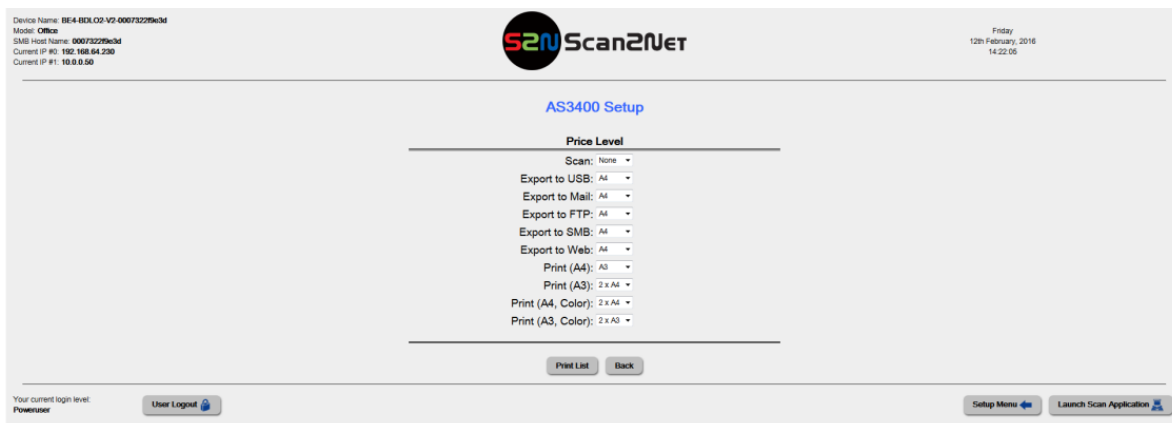 Device Name: BE4-BDLO2-V2-0007322f9e3d
Model: Office
SMB Host Name: 0007322f9e3d
Current IP #0: 192.168.64.230
Current IP #1: 10.0.0.50
S2N Scan2Net
Friday
12th February, 2016
14:22:05
AS3400 Setup
Price Level
Scan: None
Export to USB: A4
Export to Mail: A4
Export to FTP: A4
Export to SMB: A4
Export to Web: A4
Print (A4): A3
Print (A3): 2 x A4
Print (A4, Color): 2 x A4
Print (A3, Color): 2 x A3
Print List Back
Your current login level:
Poweruser
User Logout
Setup Menu
Launch Scan Application